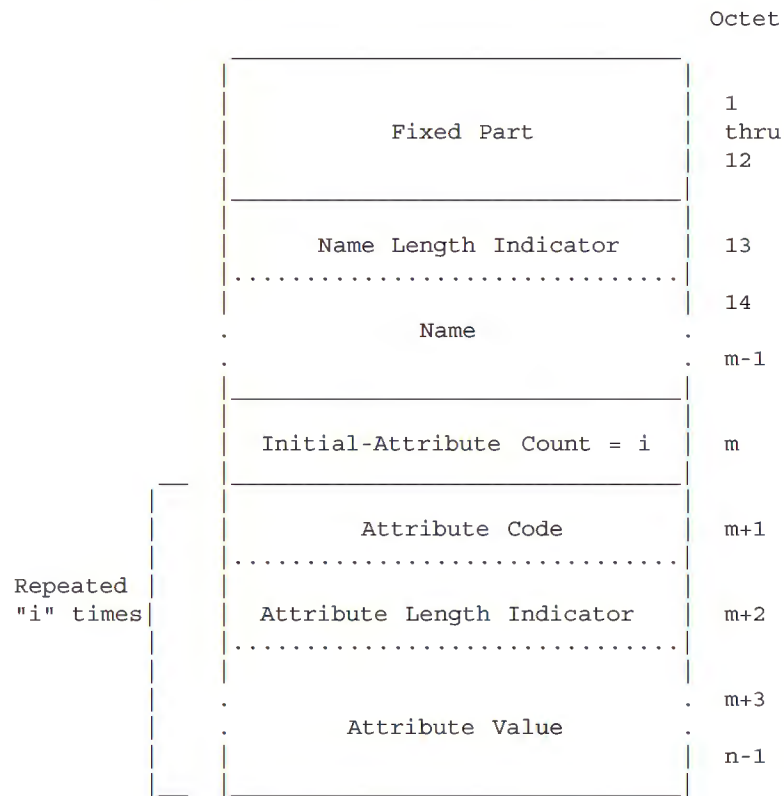 Octet
1
Fixed Part thru
12
Name Length Indicator 13
14
Name
m-1
Initial-Attribute Count = i m
Attribute Code m+1
Repeated
"i" times Attribute Length Indicator m+2
m+3
Attribute Value
n-1